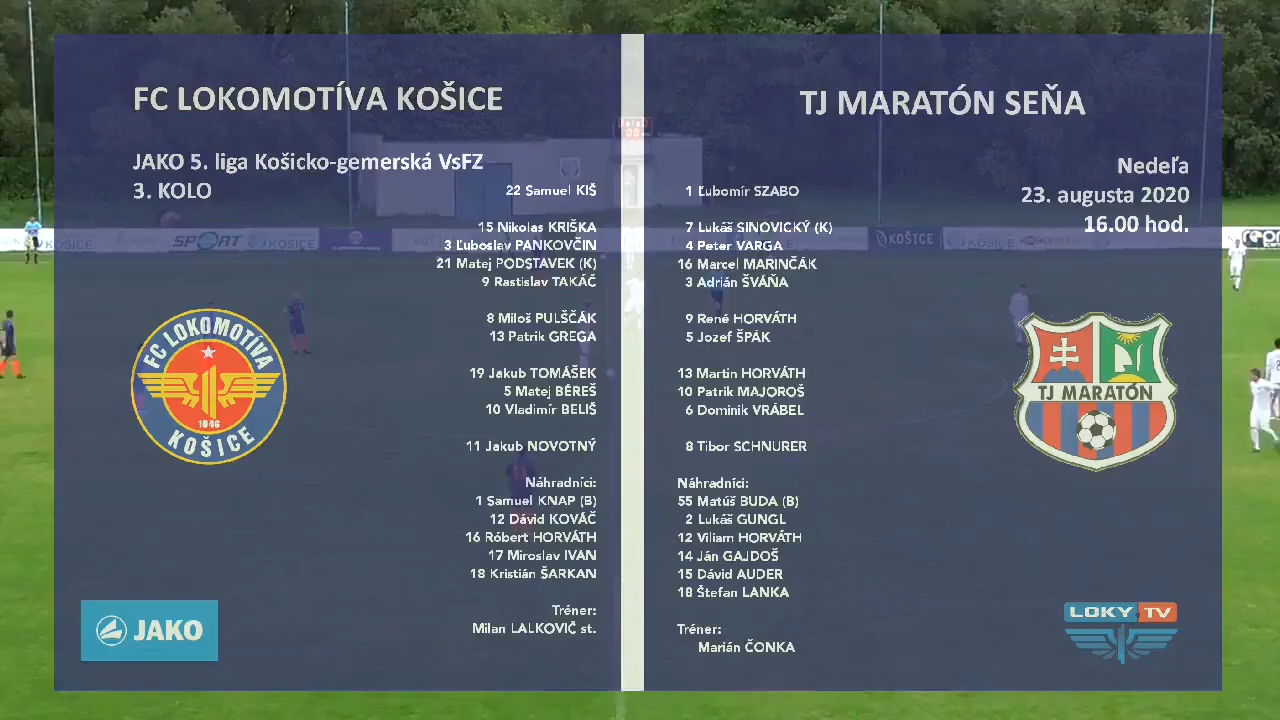 FC LOKOMOTÍVA KOŠICE
JAKO 5. liga Košicko-gemerská VsFZ
3. KOLO
22 Samuel KIŠ
15 Nikolas KRIŠKA
3 Ľuboslav PANKOVČIN
21 Matej PODSTAVEK (K)
9 Rastislav TAKÁČ
8 Miloš PULŠČÁK
13 Patrik GREGA
19 Jakub TOMÁŠEK
5 Matej BÉREŠ
10 Vladimír BELIŠ
11 Jakub NOVOTNÝ
Náhradníci:
1 Samuel KNAP (B)
12 Dávid KOVÁČ
16 Róbert HORVÁTH
17 Miroslav IVAN
18 Kristián ŠARKAN
Tréner:
Milan LALKOVIČ st.
FC LOKOMOTÍVA
1946
KOŠICE
JAKO
TJ MARATÓN SEŇA
Nedeľa
23. augusta 2020
16.00 hod.
1 Ľubomír SZABO
7 Lukáš SINOVICKÝ (K)
4 Peter VARGA
16 Marcel MARINČÁK
3 Adrián ŠVÁŇA
9 René HORVÁTH
5 Jozef ŠPÁK
13 Martin HORVÁTH
10 Patrik MAJOROŠ
6 Dominik VRÁBEL
8 Tibor SCHNURER
Náhradníci:
55 Matúš BUDA (B)
2 Lukáš GUNGL
12 Viliam HORVÁTH
14 Ján GAJDOŠ
15 Dávid AUDER
18 Štefan LANKA
Tréner:
Marián ČONKA
TJ MARATÓN
LOKY TV
KOŠICE
SPORT
KOŠICE
KOŠICE
KOŠICE